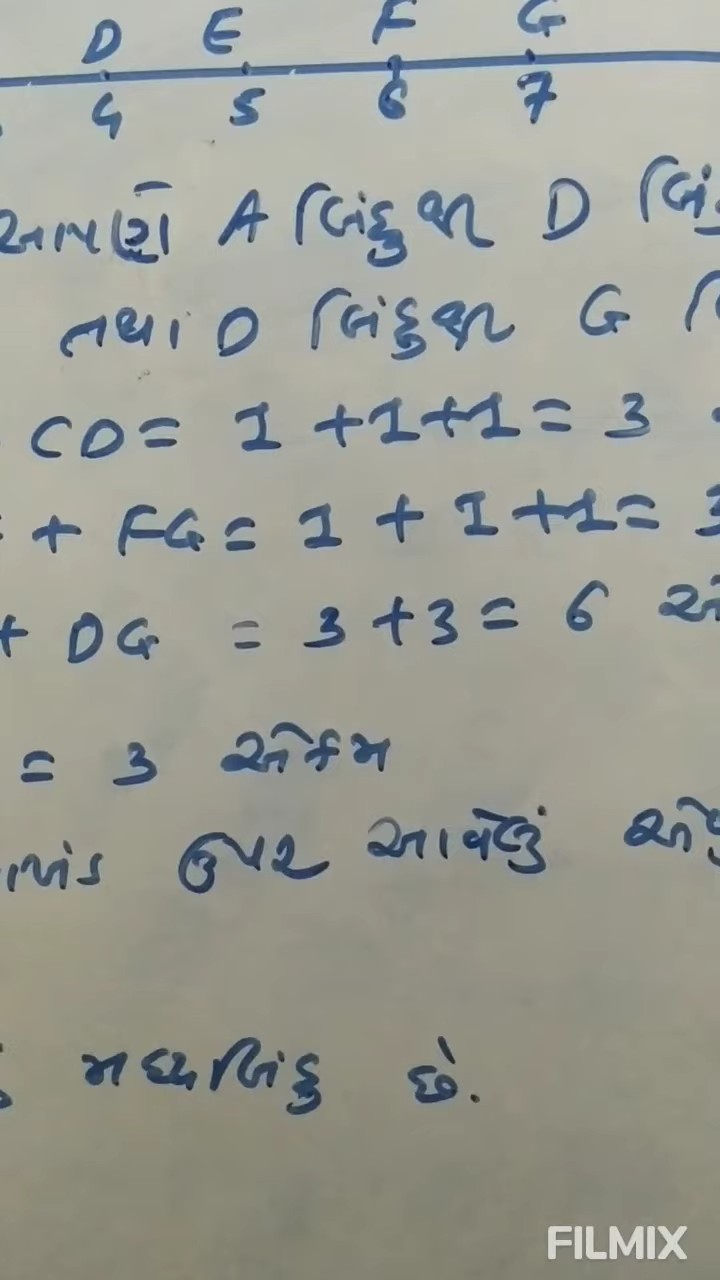 D E F G
4 5 6 7
આપણે A બિંદુથી D
તથા D બિંદુથી G
CD = 1 + 1 + 1 = 3
+ FG = 1 + 1 + 1 = 3
+ DG = 3 + 3 = 6
= 3 એકમ
ઉપર આવેલું
મધ્યબિંદુ છે.
FILMIX